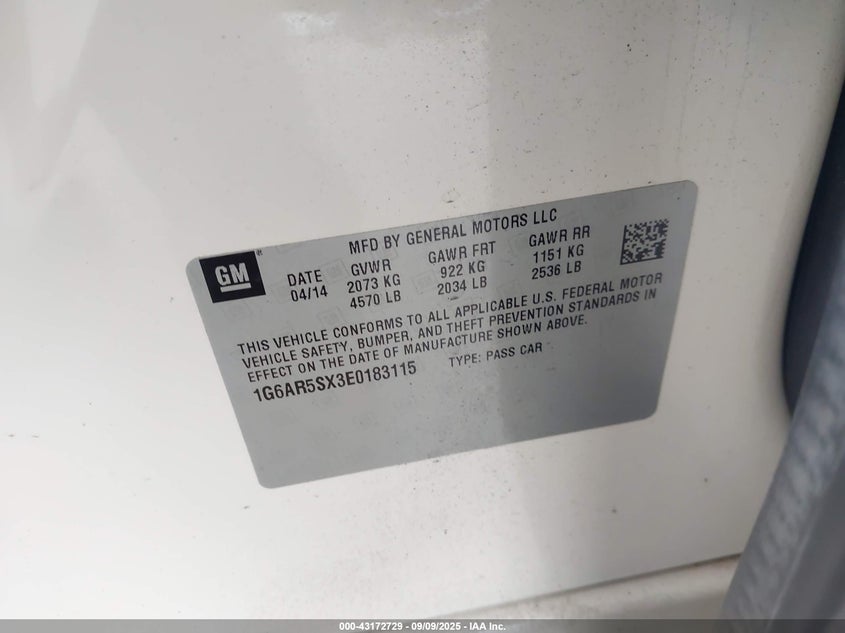 MFD BY GENERAL MOTORS LLC
GM®
DATE GVWR GAWR FRT GAWR RR
04/14 2073 KG 922 KG 1151 KG
4570 LB 2034 LB 2536 LB
THIS VEHICLE CONFORMS TO ALL APPLICABLE U.S. FEDERAL MOTOR
VEHICLE SAFETY, BUMPER, AND THEFT PREVENTION STANDARDS IN
EFFECT ON THE DATE OF MANUFACTURE SHOWN ABOVE.
1G6AR5SX3E0183115 TYPE: PASS CAR
000-43172729 - 09/09/2025 - IAA Inc.